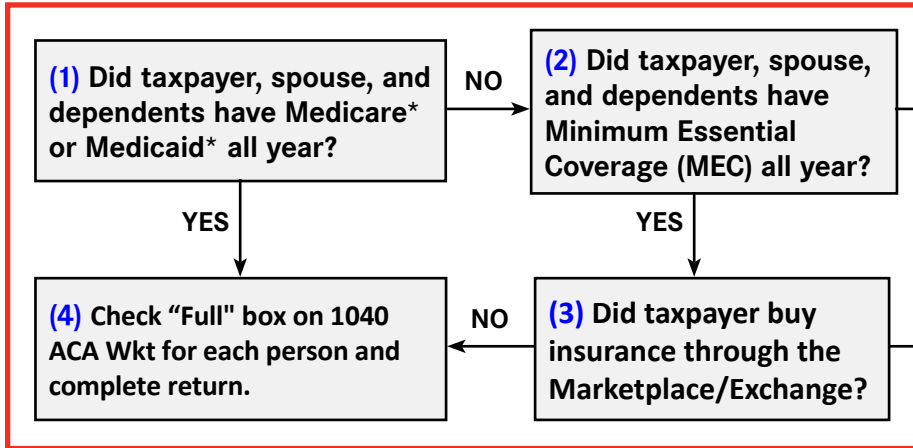 (1) Did taxpayer, spouse, and
dependents have Medicare*
or Medicaid* all year?
NO
(2) Did taxpayer, spouse,
and dependents have
Minimum Essential
Coverage (MEC) all year?
YES
YES
(4) Check “Full" box on 1040
ACA Wkt for each person and
complete return.
NO
(3) Did taxpayer buy
insurance through the
Marketplace/Exchange?